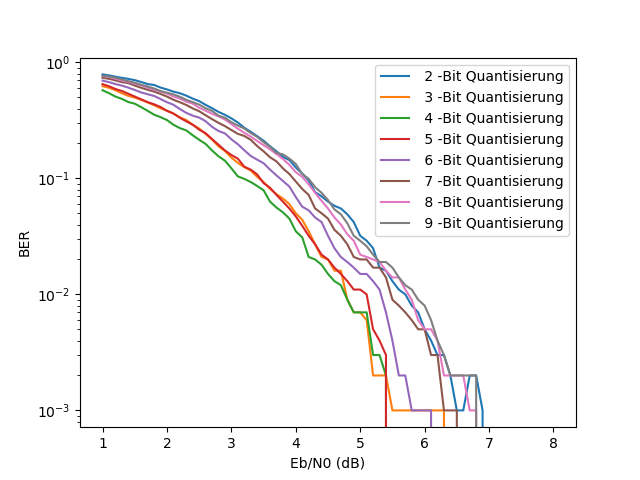 10⁰
10⁻¹
10⁻²
10⁻³
BER
1 2 3 4 5 6 7 8
Eb/N0 (dB)
2 -Bit Quantisierung
3 -Bit Quantisierung
4 -Bit Quantisierung
5 -Bit Quantisierung
6 -Bit Quantisierung
7 -Bit Quantisierung
8 -Bit Quantisierung
9 -Bit Quantisierung